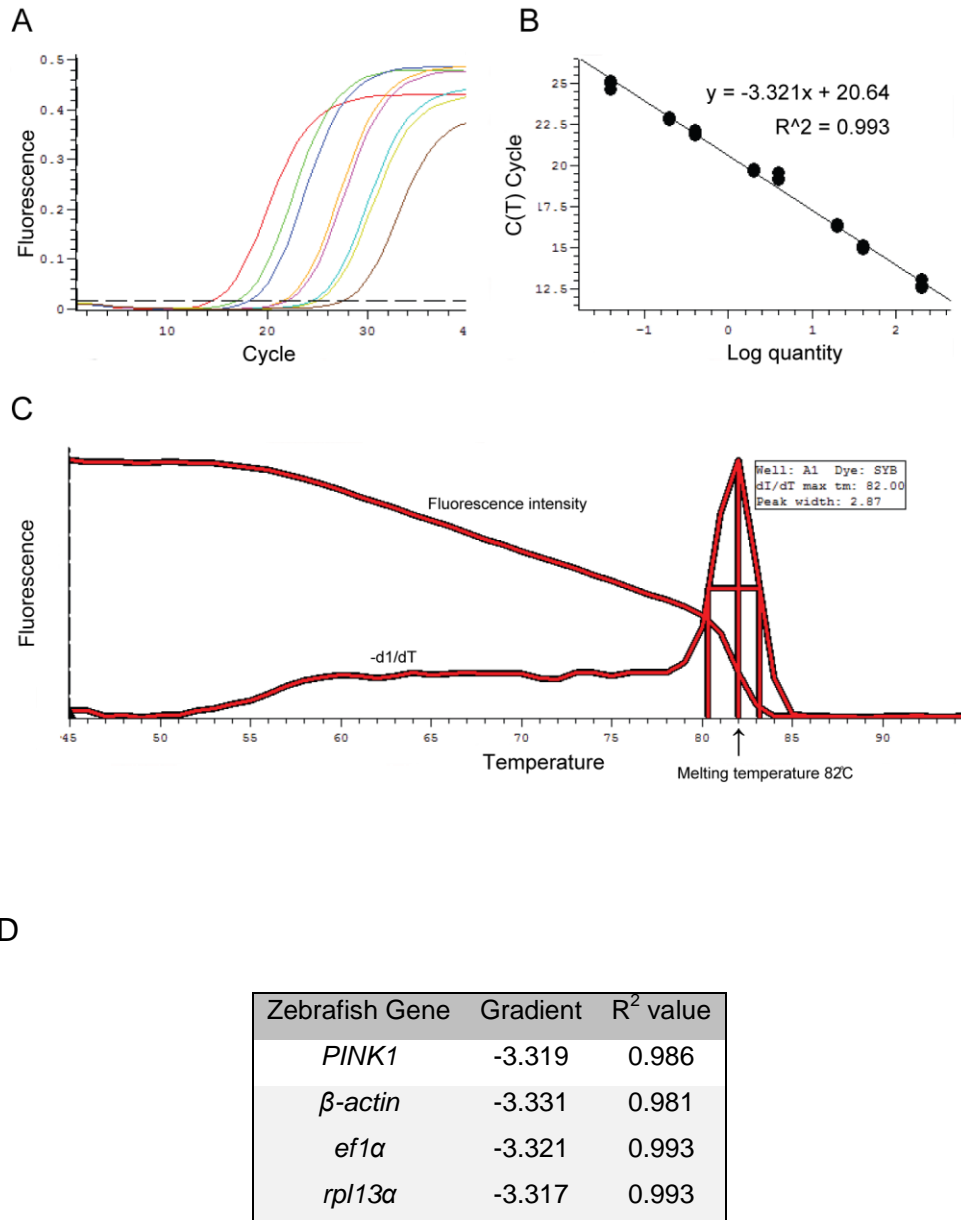 A
Fluorescence
0.5
0.4
0.3
0.2
0.1
0
10
20
30
4
Cycle
B
C(T) Cycle
25
22.5
20
17.5
15
12.5
y = -3.321x + 20.64
R^2 = 0.993
−1
0
1
2
Log quantity
C
Fluorescence
Fluorescence intensity
-d1/dT
Well: A1 Dye: SYB
dI/dT max tm: 82.00
Peak width: 2.87
45
50
55
60
65
70
75
80
85
90
Temperature
Melting temperature 82°C
D
Zebrafish Gene Gradient R² value
PINK1 -3.319 0.986
β-actin -3.331 0.981
ef1α -3.321 0.993
rpl13α -3.317 0.993